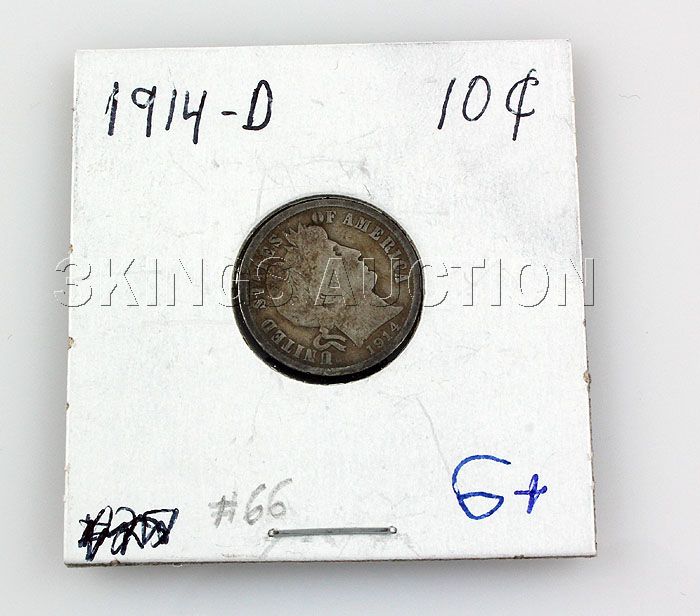 1914-D 10¢
UNITED STATES OF AMERICA
1914
3KINGS AUCTION
#66 G+